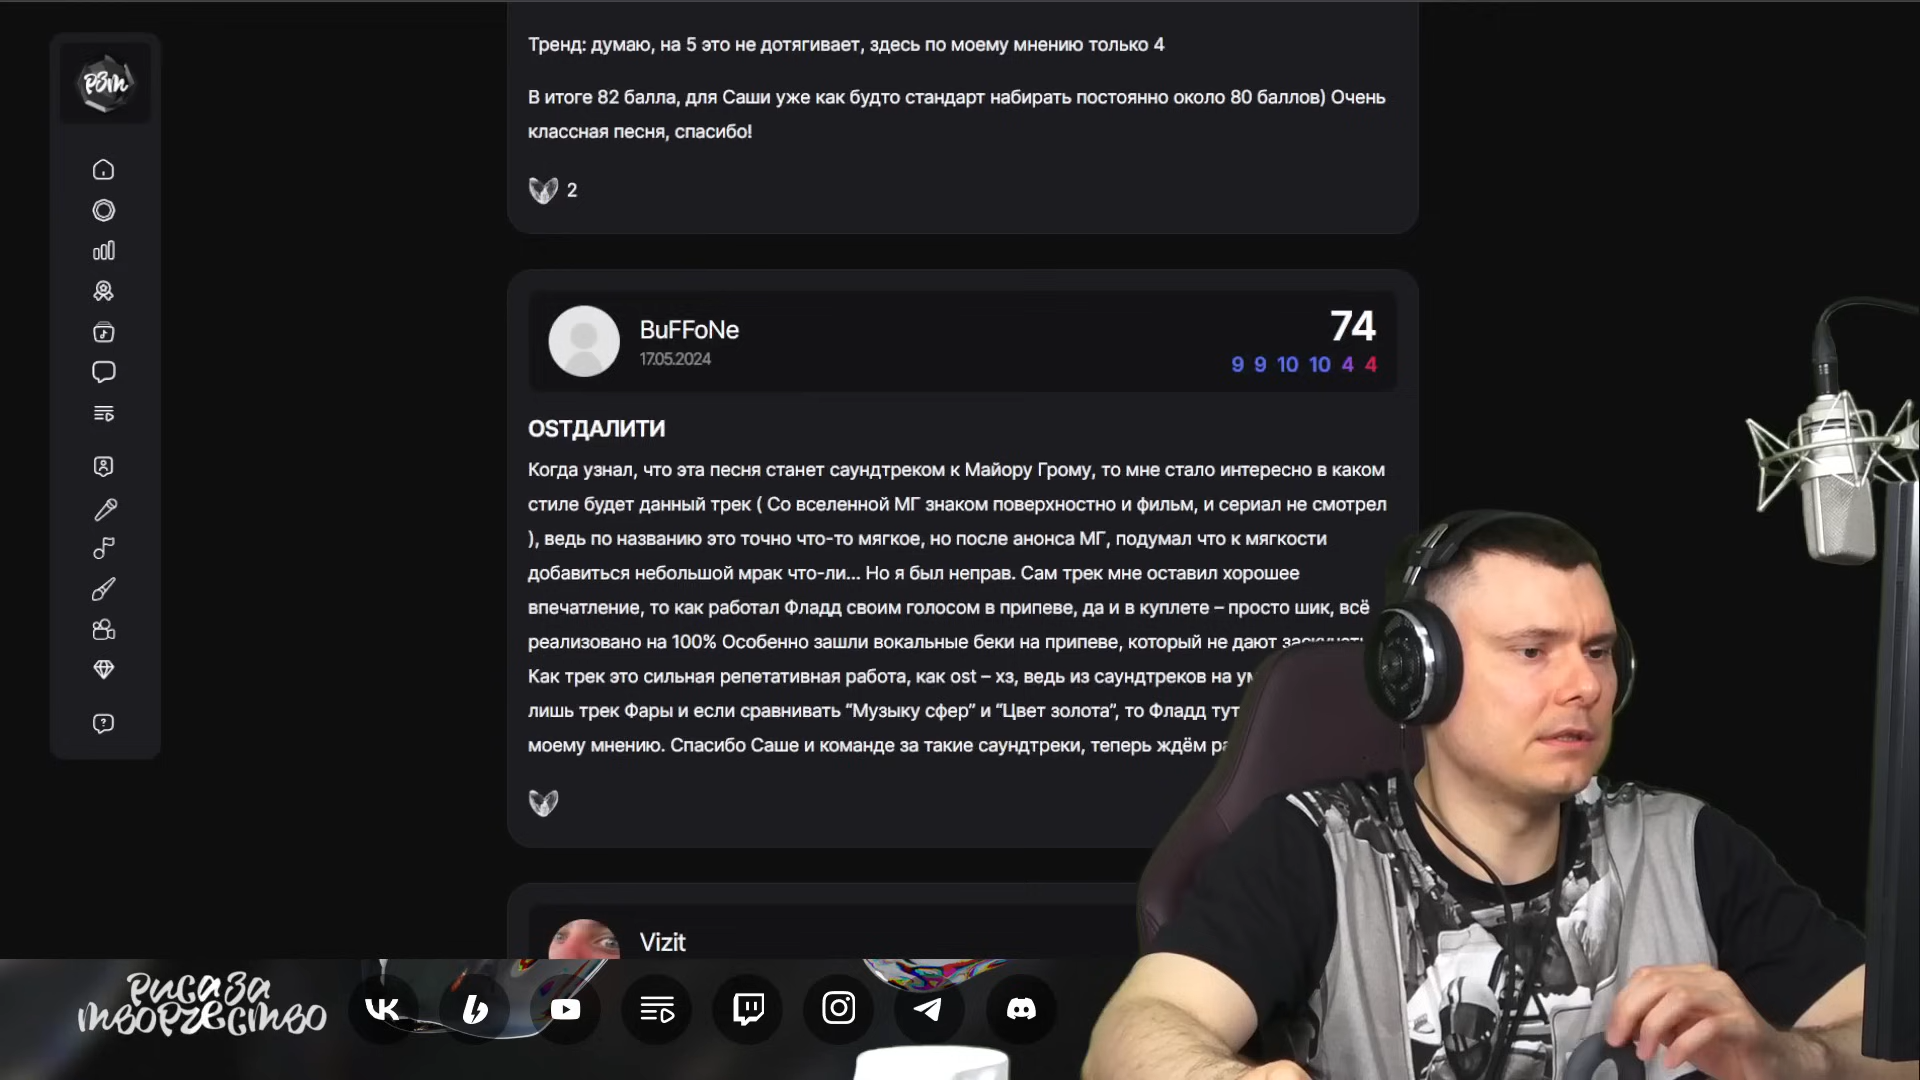 Тренд: думаю, на 5 это не дотягивает, здесь по моему мнению только 4
В итоге 82 балла, для Саши уже как будто стандарт набирать постоянно около 80 баллов) Очень
классная песня, спасибо!
2
РЗТ
BuFFoNe
17.05.2024
74
9 9 10 10 4 4
OSTДАЛИТИ
Когда узнал, что эта песня станет саундтреком к Майору Грому, то мне стало интересно в каком
стиле будет данный трек ( Со вселенной МГ знаком поверхностно и фильм, и сериал не смотрел
), ведь по названию это точно что-то мягкое, но после анонса МГ, подумал что к мягкости
добавиться небольшой мрак что-ли... Но я был неправ. Сам трек мне оставил хорошее
впечатление, то как работал Фладд своим голосом в припеве, да и в куплете – просто шик, всё
реализовано на 100% Особенно зашли вокальные беки на припеве, который не дают
Как трек это сильная репетативная работа, как ost – хз, ведь из саундтреков на
лишь трек Фары и если сравнивать “Музыку сфер” и “Цвет золота”, то Фладд тут
моему мнению. Спасибо Саше и команде за такие саундтреки, теперь ждём
Vizit
РИСАЗА
ТВОРЧЕСТВО